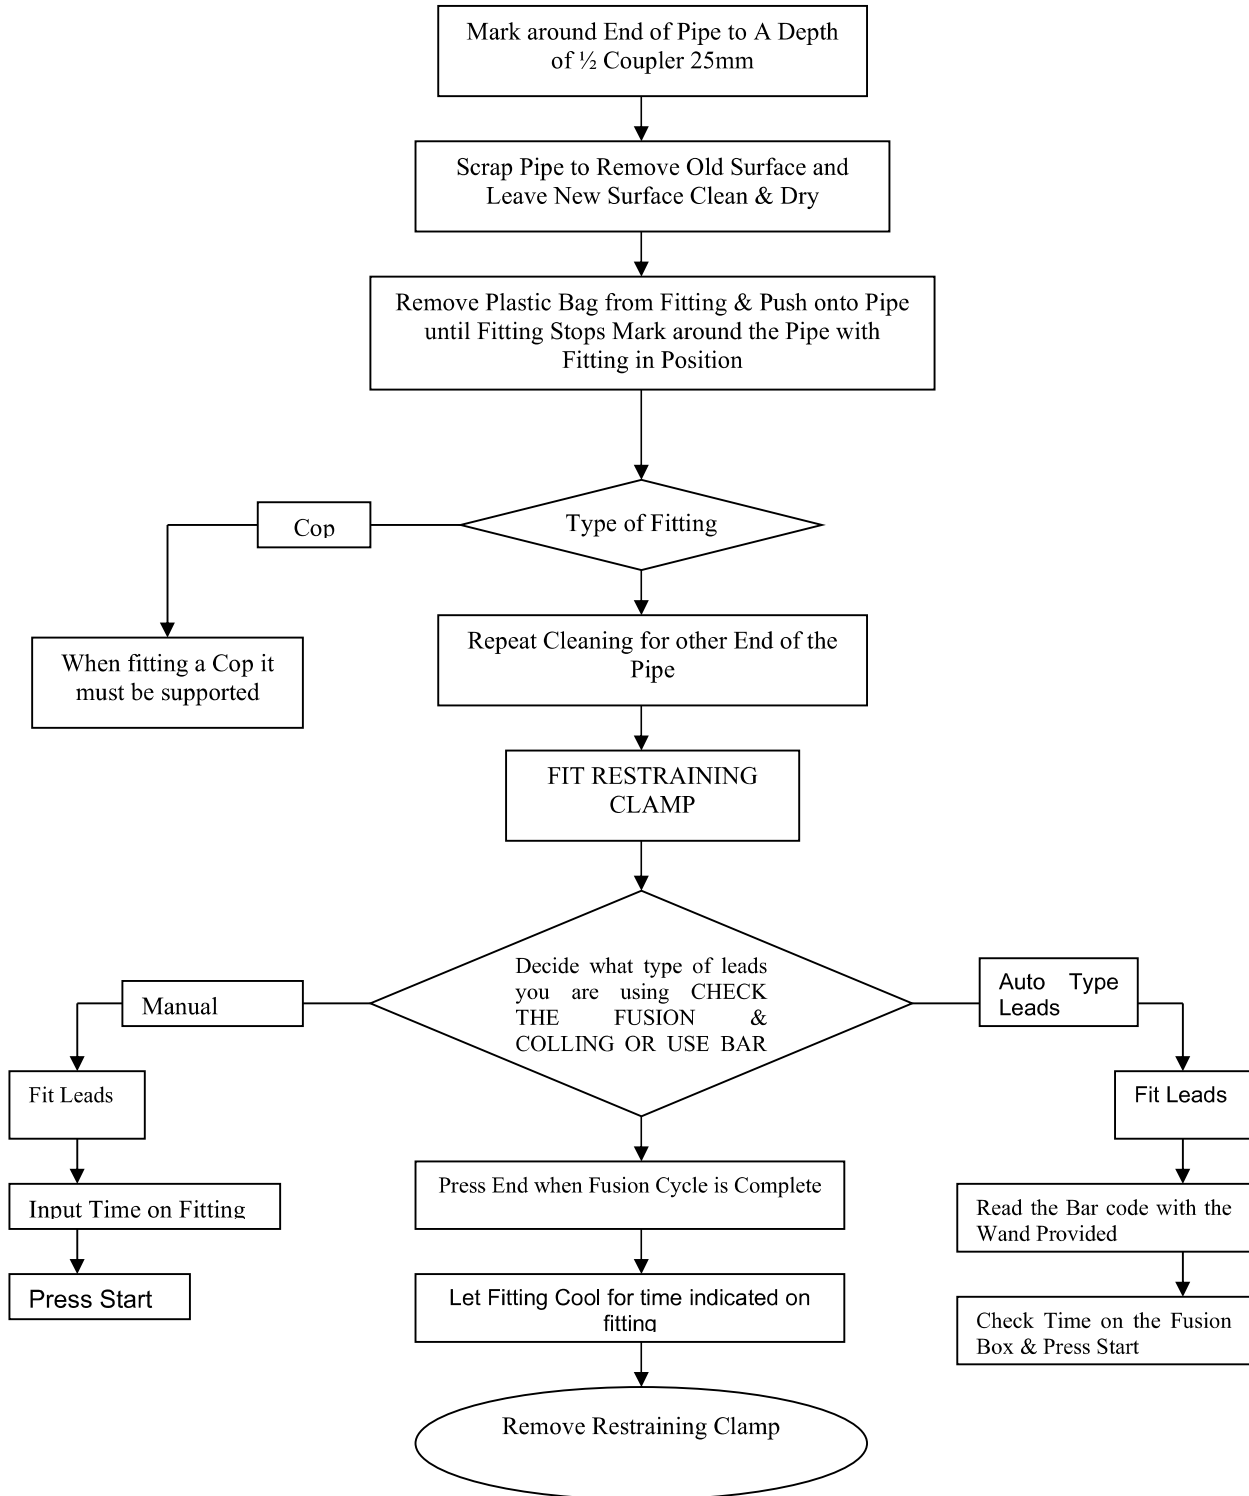 Mark around End of Pipe to A Depth
of ½ Coupler 25mm
Scrap Pipe to Remove Old Surface and
Leave New Surface Clean & Dry
Remove Plastic Bag from Fitting & Push onto Pipe
until Fitting Stops Mark around the Pipe with
Fitting in Position
Cop
Type of Fitting
When fitting a Cop it
must be supported
Repeat Cleaning for other End of the
Pipe
FIT RESTRAINING
CLAMP
Decide what type of leads
you are using CHECK
THE FUSION &
COLLING OR USE BAR
Manual
Fit Leads
Input Time on Fitting
Press Start
Auto Type
Leads
Fit Leads
Read the Bar code with the
Wand Provided
Check Time on the Fusion
Box & Press Start
Press End when Fusion Cycle is Complete
Let Fitting Cool for time indicated on
fitting
Remove Restraining Clamp